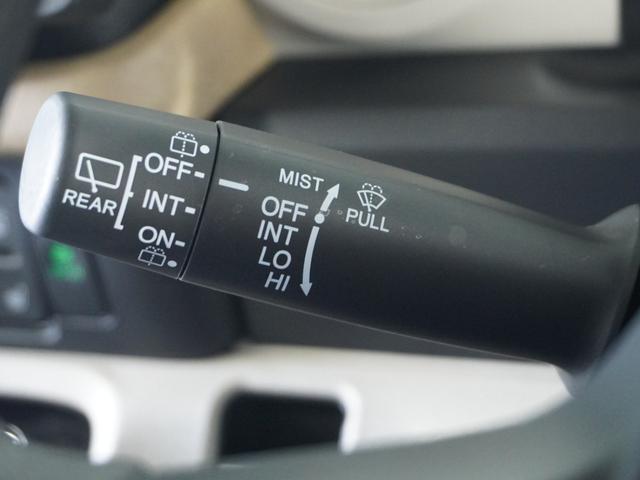 REAR
OFF
INT
ON
MIST
OFF
INT
LO
HI
PULL